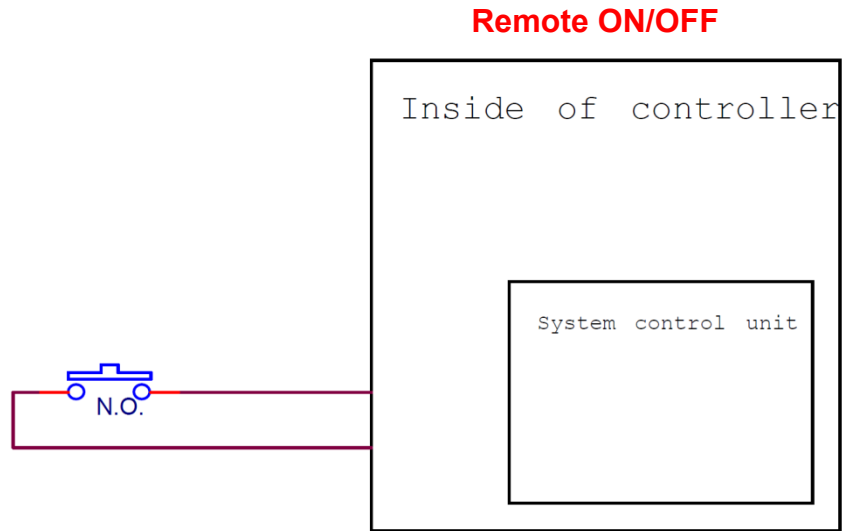 Remote ON/OFF
Inside of controller
System control unit
N.O.